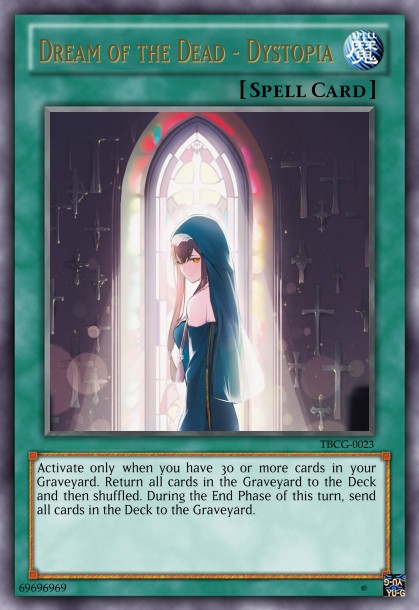 Dream of the Dead - Dystopia
魔
[Spell Card]
TBCG-0023
Activate only when you have 30 or more cards in your
Graveyard. Return all cards in the Graveyard to the Deck
and then shuffled. During the End Phase of this turn, send
all cards in the Deck to the Graveyard.
69696969